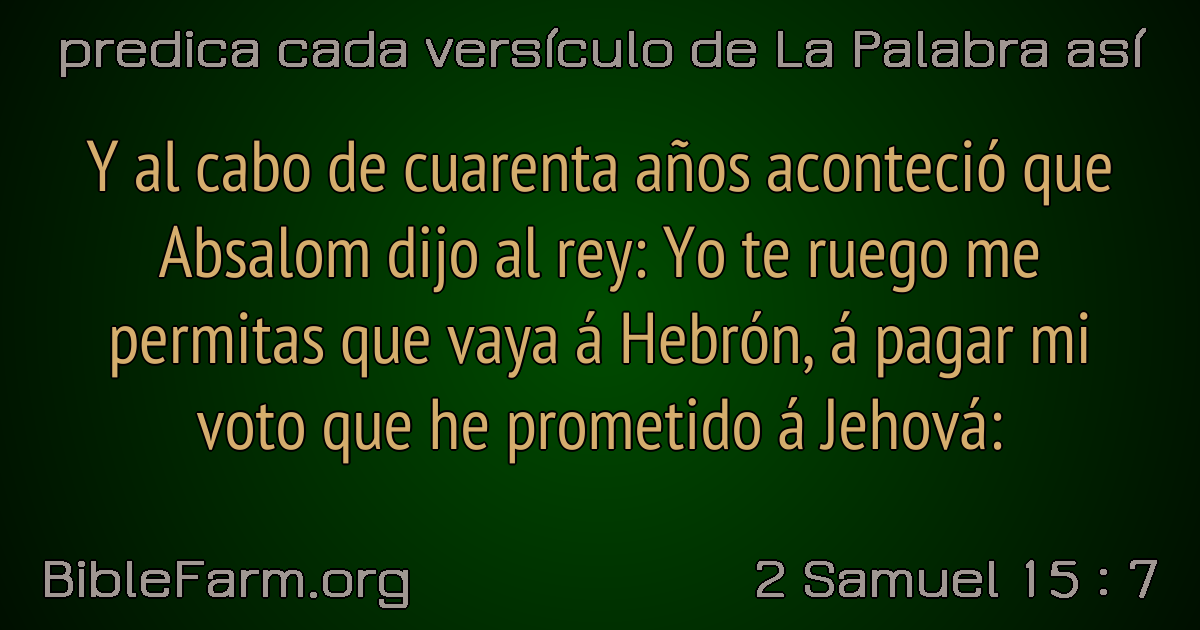 predica cada versículo de La Palabra así
Y al cabo de cuarenta años aconteció que
Absalom dijo al rey: Yo te ruego me
permitas que vaya á Hebrón, á pagar mi
voto que he prometido á Jehová:
BibleFarm.org
2 Samuel 15 : 7